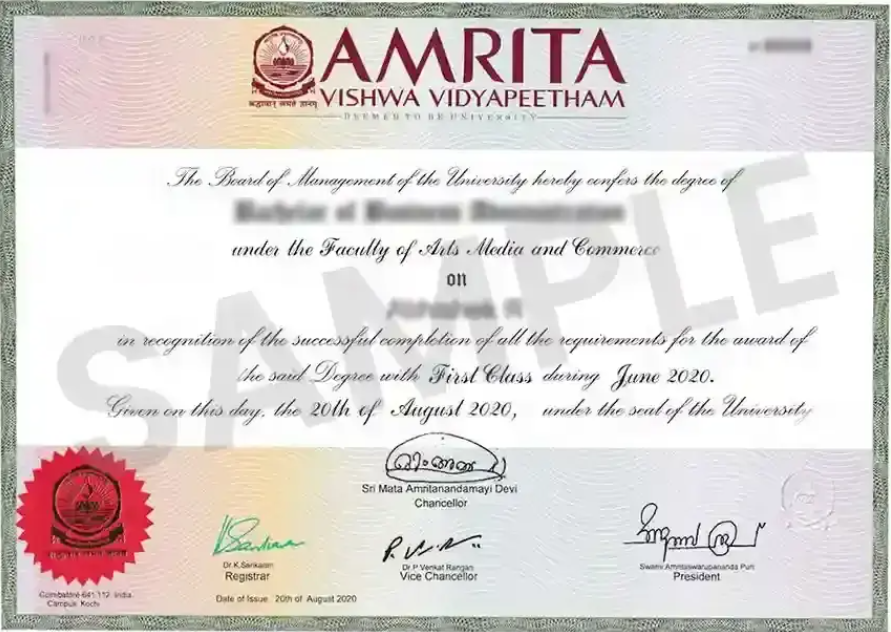 AMRITA
VISHWA VIDYAPEETHAM
DEEMED TO BE UNIVERSITY
श्रद्धावान् लभते ज्ञानम्
The Board of Management of the University hereby confers the degree of
under the Faculty of Arts Media and Commerce
on
in recognition of the successful completion of all the requirements for the award of
the said Degree with First Class during June 2020.
Given on this day, the 20th of August 2020, under the seal of the University
SAMPLE
Sri Mata Amritanandamayi Devi
Chancellor
Dr.K.Sankaran
Registrar
Dr.P.Venkat Rangan
Vice Chancellor
Swami Amritaswarupananda Puri
President
Coimbatore 641 112. India.
Campus: Kochi
Date of Issue: 20th of August 2020